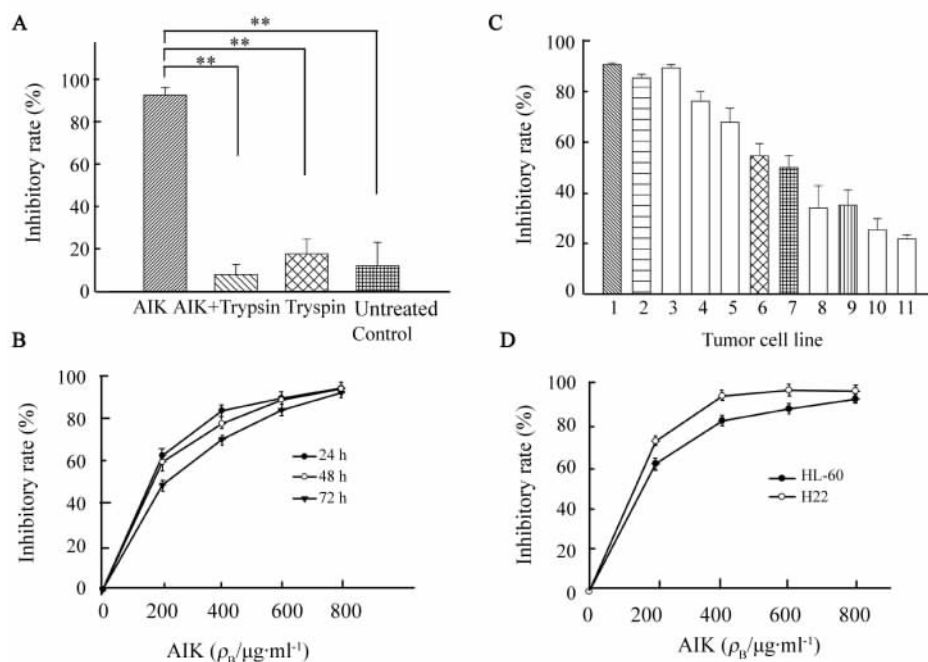 A
**
**
**
Inhibitory rate (%)
100
80
60
40
20
0
AIK AIK+Trypsin Tryspin Untreated
Control
C
Inhibitory rate (%)
100
80
60
40
20
0
1 2 3 4 5 6 7 8 9 10 11
Tumor cell line
B
Inhibitory rate (%)
100
80
60
40
20
0
24 h
48 h
72 h
0 200 400 600 800
AIK (ρB/μg·ml⁻¹)
D
Inhibitory rate (%)
100
80
60
40
20
0
HL-60
H22
0 200 400 600 800
AIK (ρB/μg·ml⁻¹)